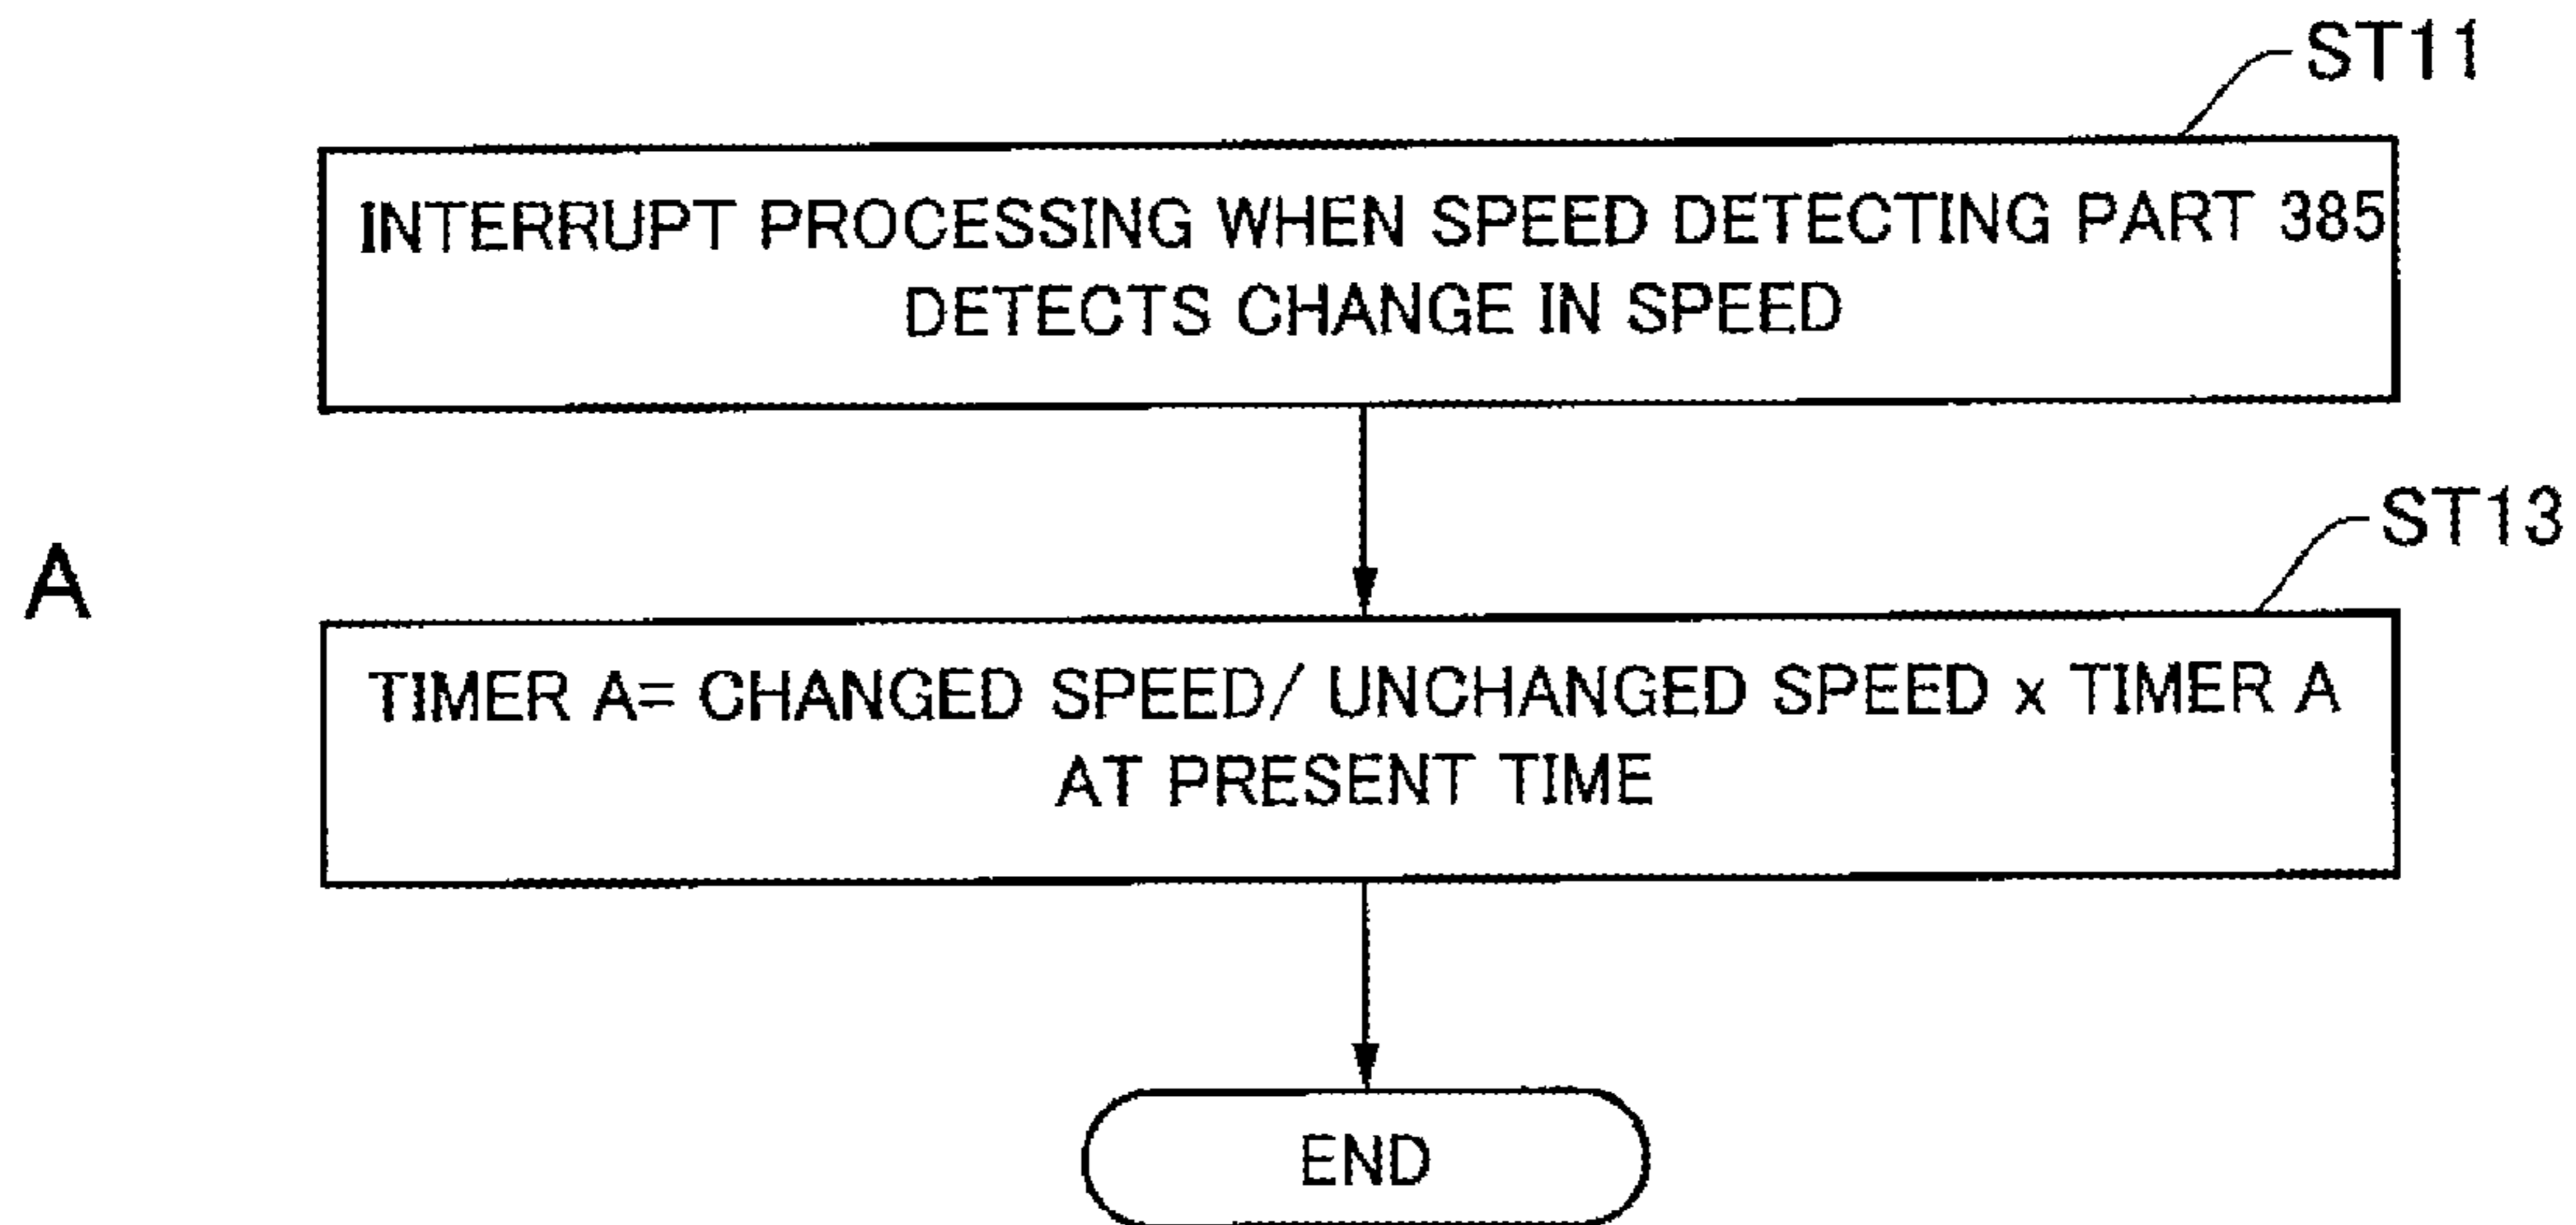 ST11
INTERRUPT PROCESSING WHEN SPEED DETECTING PART 385
DETECTS CHANGE IN SPEED
ST13
A
TIMER A= CHANGED SPEED/ UNCHANGED SPEED x TIMER A
AT PRESENT TIME
END